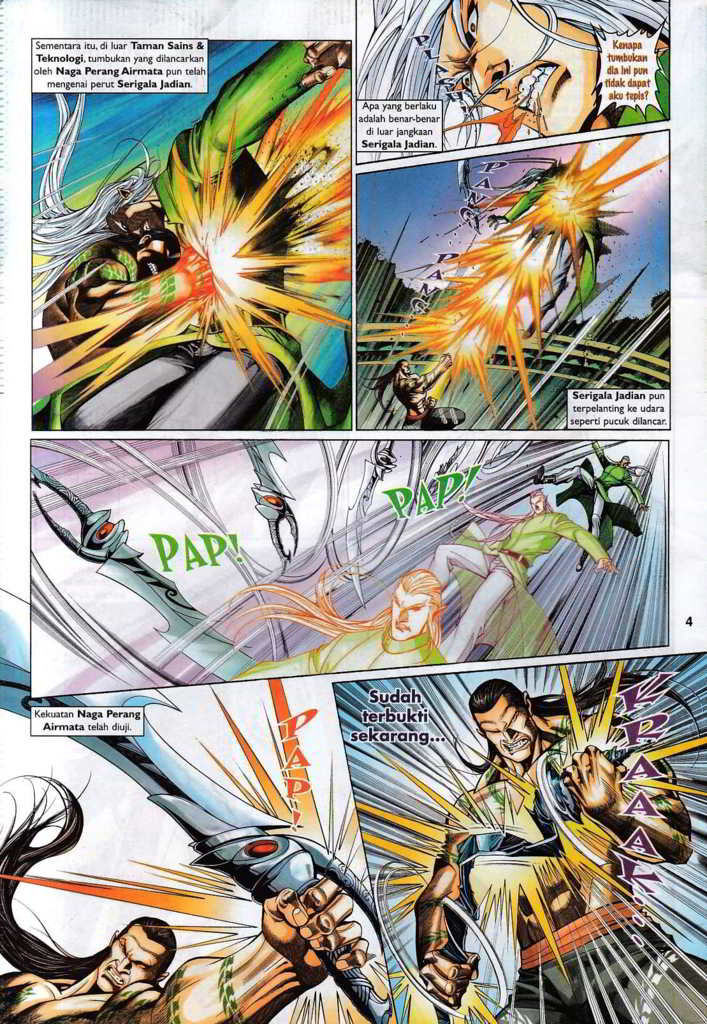 Sementara itu, di luar Taman Sains &
Teknologi, tumbukan yang dilancarkan
oleh Naga Perang Airmata pun telah
mengenai perut Serigala Jadian.
Kenapa
tumbukan
dia ini pun
tidak dapat
aku tepis?
Apa yang berlaku
adalah benar-benar
di luar jangkaan
Serigala Jadian.
PANG
PANG
Serigala Jadian pun
terpelanting ke udara
seperti pucuk dilancar.
PAP!
PAP!
4
Kekuatan Naga Perang
Airmata telah diuji.
PAP!
Sudah
terbukti
sekarang...
KRAAAK!...